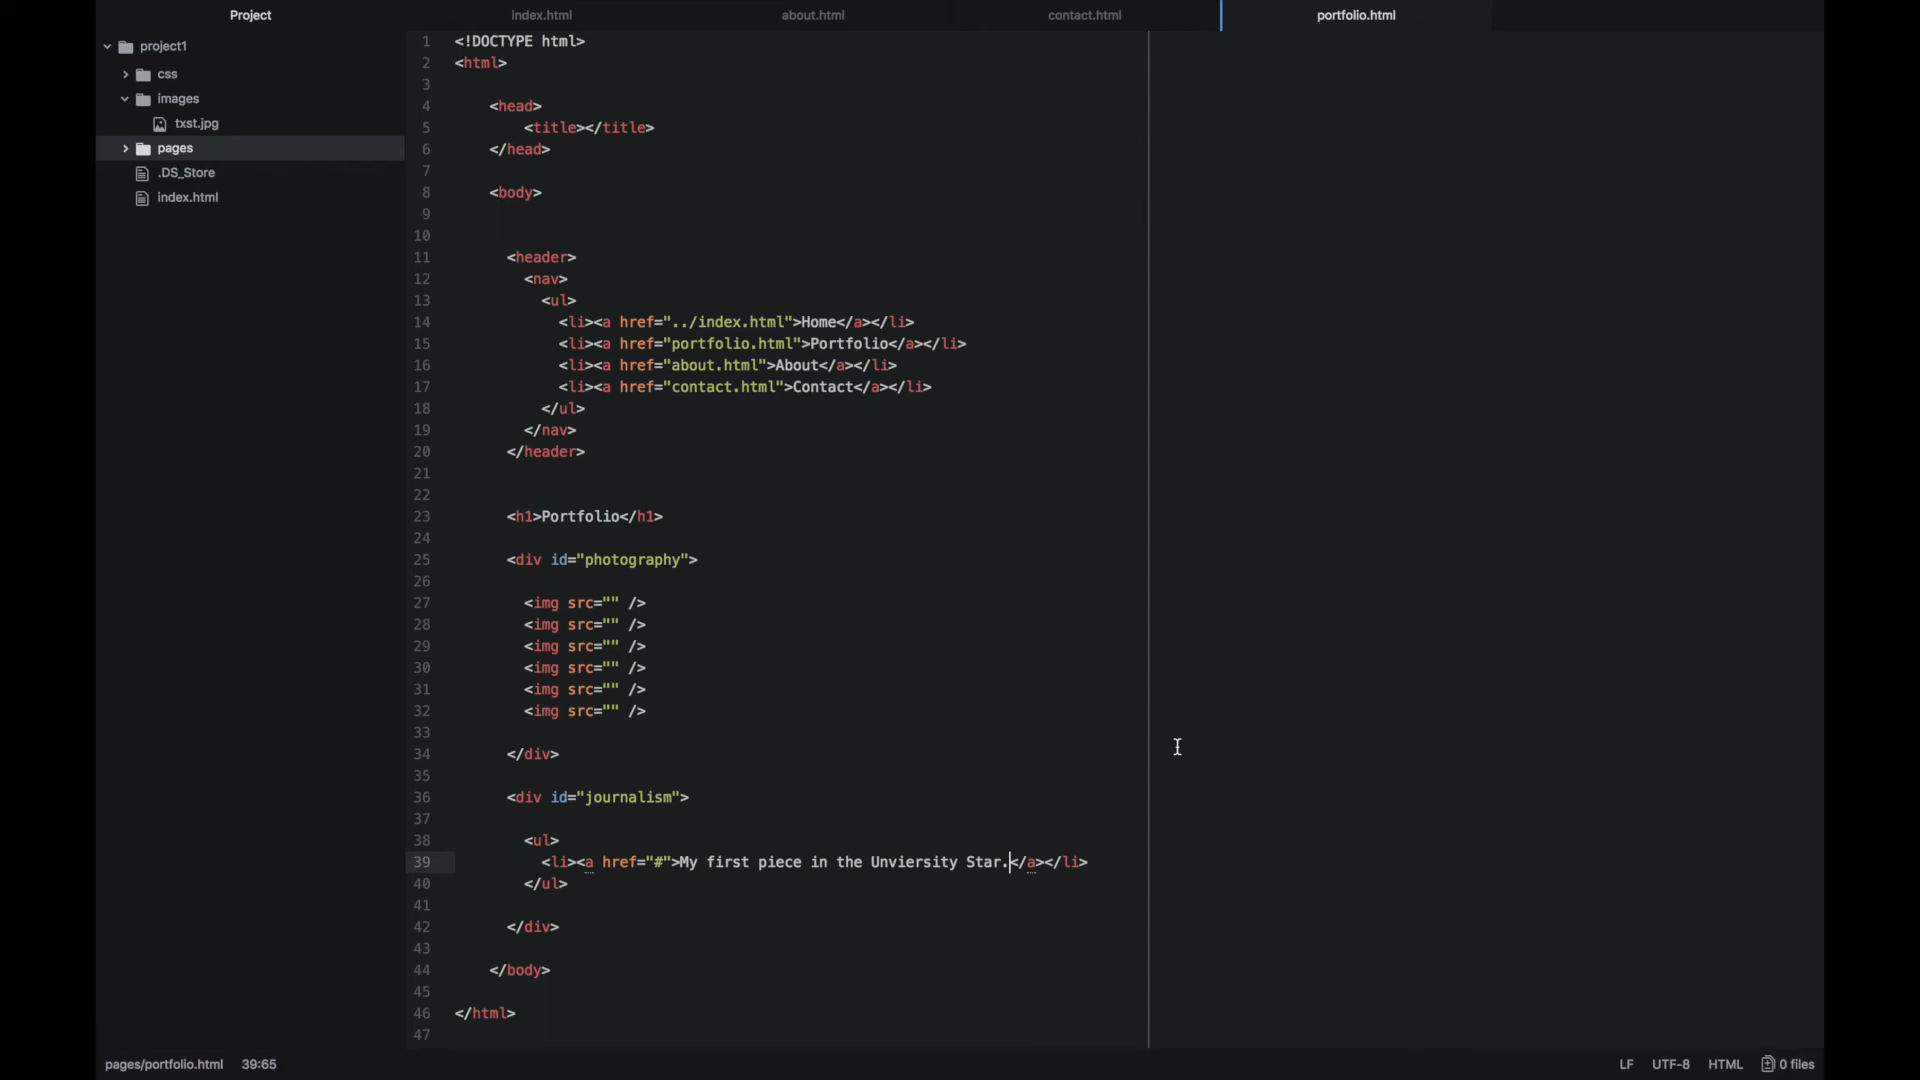 Project
index.html
about.html
contact.html
portfolio.html
project1
css
images
txst.jpg
pages
.DS_Store
index.html
1 <!DOCTYPE html>
2 <html>
3
4 <head>
5 <title></title>
6 </head>
7
8 <body>
9
10
11 <header>
12 <nav>
13 <ul>
14 <li><a href="../index.html">Home</a></li>
15 <li><a href="portfolio.html">Portfolio</a></li>
16 <li><a href="about.html">About</a></li>
17 <li><a href="contact.html">Contact</a></li>
18 </ul>
19 </nav>
20 </header>
21
22
23 <h1>Portfolio</h1>
24
25 <div id="photography">
26
27 <img src="" />
28 <img src="" />
29 <img src="" />
30 <img src="" />
31 <img src="" />
32 <img src="" />
33
34 </div>
35
36 <div id="journalism">
37
38 <ul>
39 <li><a href="#">My first piece in the Unviersity Star.</a></li>
40 </ul>
41
42 </div>
43
44 </body>
45
46 </html>
47
pages/portfolio.html 39:65
LF UTF-8 HTML 0 files